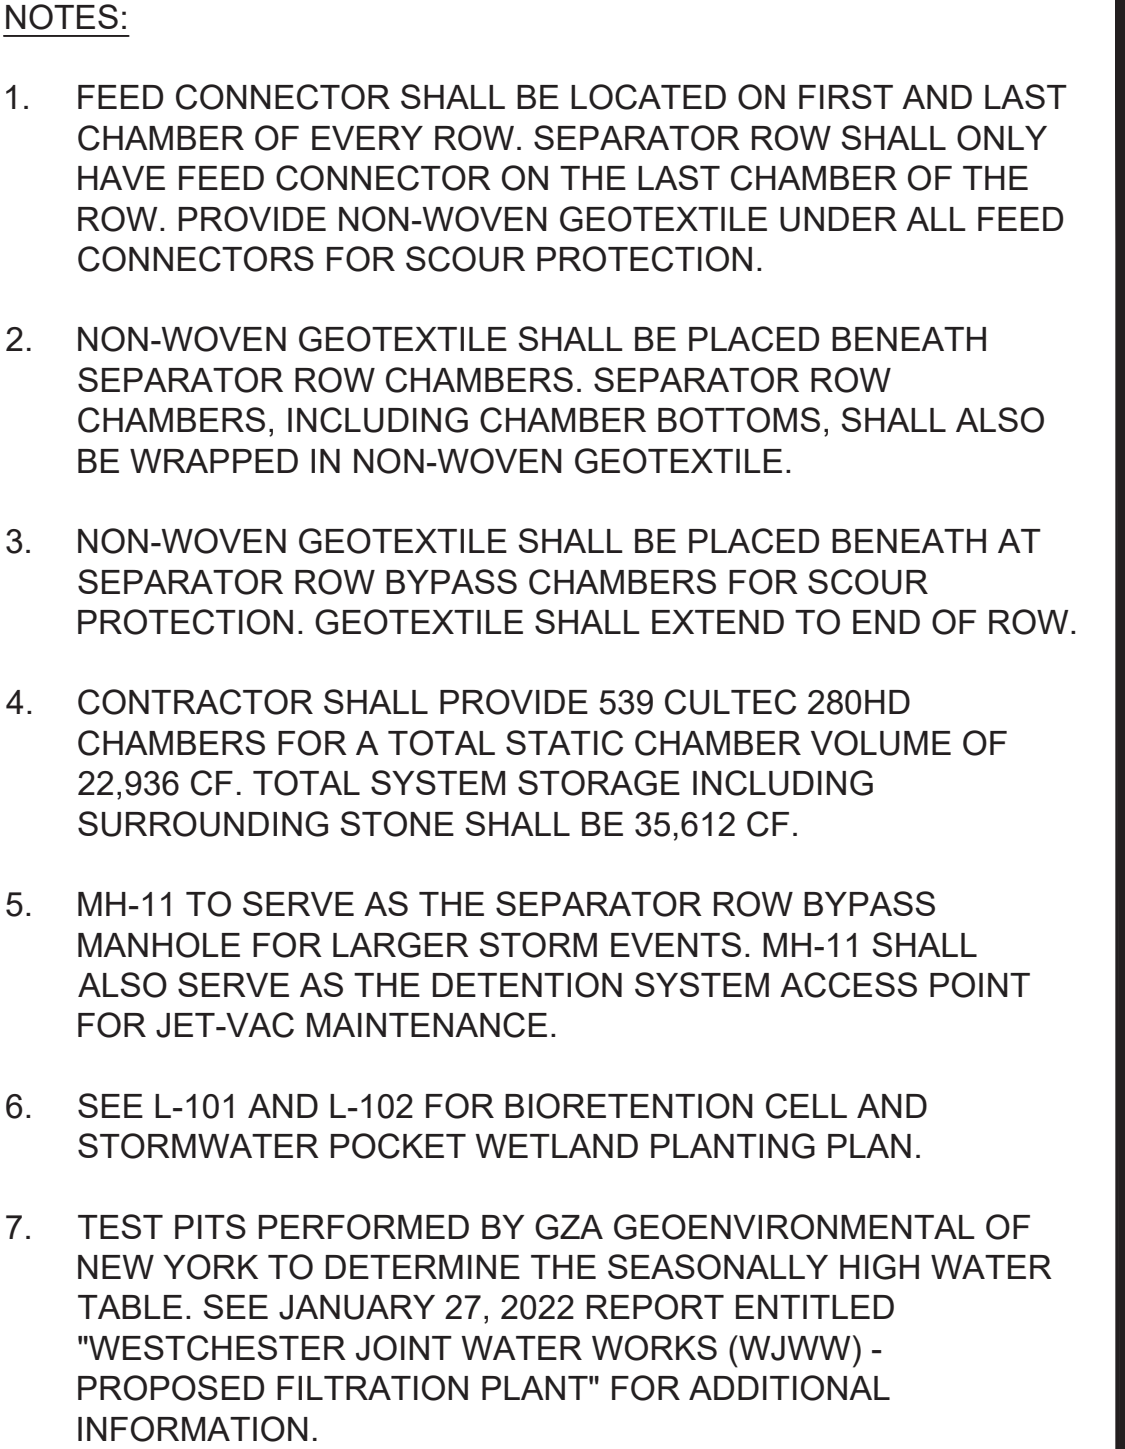 NOTES:
1. FEED CONNECTOR SHALL BE LOCATED ON FIRST AND LAST
CHAMBER OF EVERY ROW. SEPARATOR ROW SHALL ONLY
HAVE FEED CONNECTOR ON THE LAST CHAMBER OF THE
ROW. PROVIDE NON-WOVEN GEOTEXTILE UNDER ALL FEED
CONNECTORS FOR SCOUR PROTECTION.
2. NON-WOVEN GEOTEXTILE SHALL BE PLACED BENEATH
SEPARATOR ROW CHAMBERS. SEPARATOR ROW
CHAMBERS, INCLUDING CHAMBER BOTTOMS, SHALL ALSO
BE WRAPPED IN NON-WOVEN GEOTEXTILE.
3. NON-WOVEN GEOTEXTILE SHALL BE PLACED BENEATH AT
SEPARATOR ROW BYPASS CHAMBERS FOR SCOUR
PROTECTION. GEOTEXTILE SHALL EXTEND TO END OF ROW.
4. CONTRACTOR SHALL PROVIDE 539 CULTEC 280HD
CHAMBERS FOR A TOTAL STATIC CHAMBER VOLUME OF
22,936 CF. TOTAL SYSTEM STORAGE INCLUDING
SURROUNDING STONE SHALL BE 35,612 CF.
5. MH-11 TO SERVE AS THE SEPARATOR ROW BYPASS
MANHOLE FOR LARGER STORM EVENTS. MH-11 SHALL
ALSO SERVE AS THE DETENTION SYSTEM ACCESS POINT
FOR JET-VAC MAINTENANCE.
6. SEE L-101 AND L-102 FOR BIORETENTION CELL AND
STORMWATER POCKET WETLAND PLANTING PLAN.
7. TEST PITS PERFORMED BY GZA GEOENVIRONMENTAL OF
NEW YORK TO DETERMINE THE SEASONALLY HIGH WATER
TABLE. SEE JANUARY 27, 2022 REPORT ENTITLED
"WESTCHESTER JOINT WATER WORKS (WJWW) -
PROPOSED FILTRATION PLANT" FOR ADDITIONAL
INFORMATION.